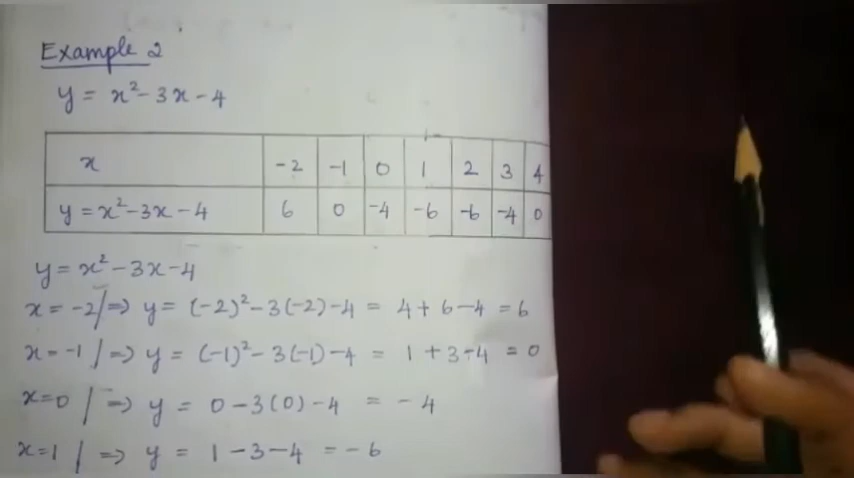 Example 2
y = x² - 3x - 4
x -2 -1 0 1 2 3 4
y = x² - 3x - 4 6 0 -4 -6 -6 -4 0
y = x² - 3x - 4
x = -2 | => y = (-2)² - 3(-2) - 4 = 4 + 6 - 4 = 6
x = -1 | => y = (-1)² - 3(-1) - 4 = 1 + 3 - 4 = 0
x = 0 | => y = 0 - 3(0) - 4 = -4
x = 1 | => y = 1 - 3 - 4 = -6